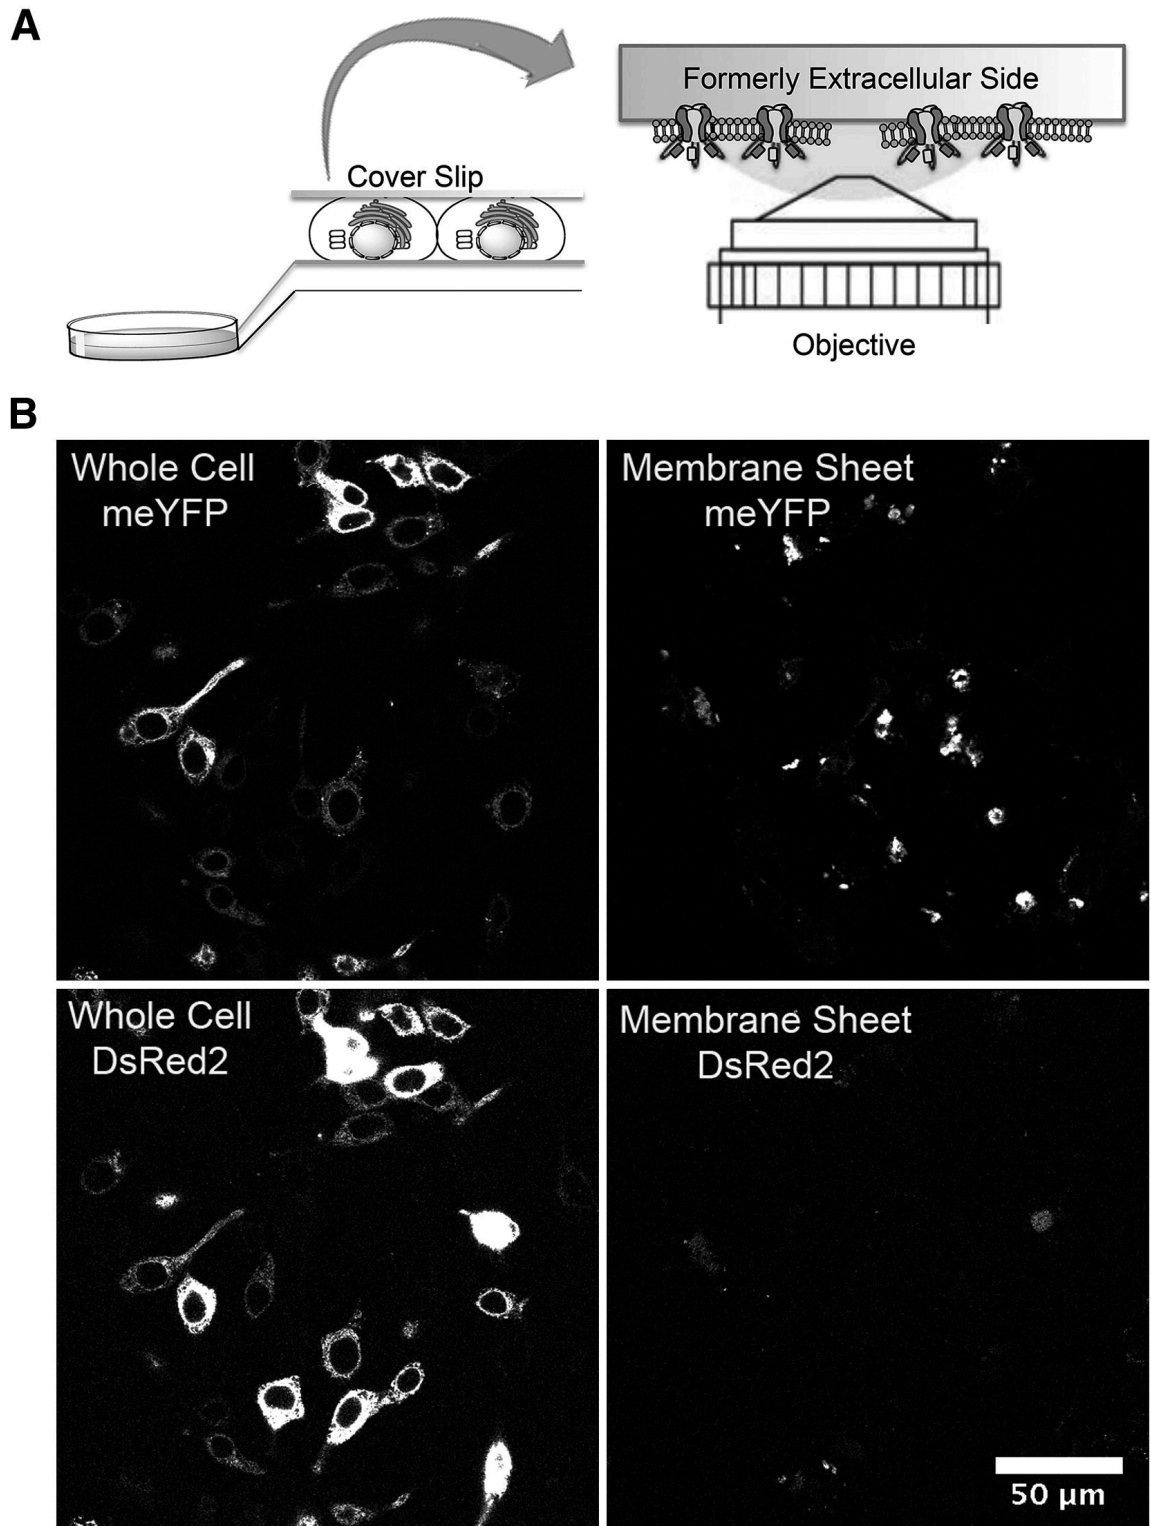 A
Cover Slip
Formerly Extracellular Side
Objective
B
Whole Cell
meYFP
Membrane Sheet
meYFP
Whole Cell
DsRed2
Membrane Sheet
DsRed2
50 µm